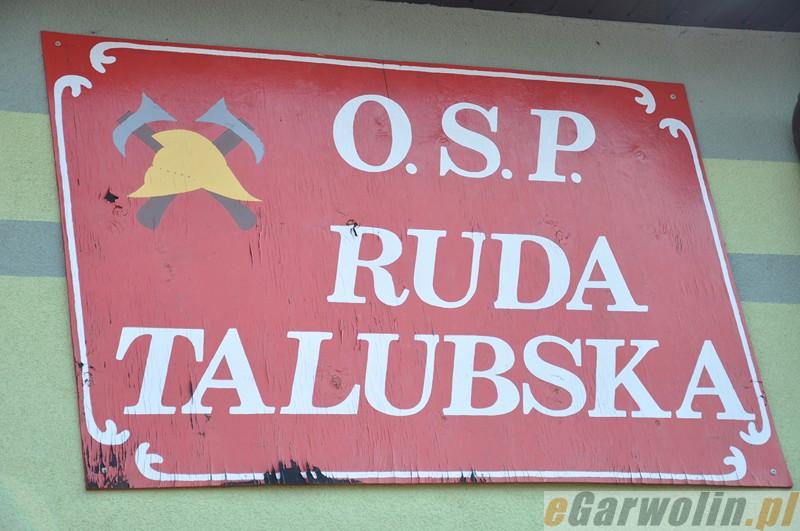 O.S.P.
RUDA
TALUBSKA
eGarwolin.pl